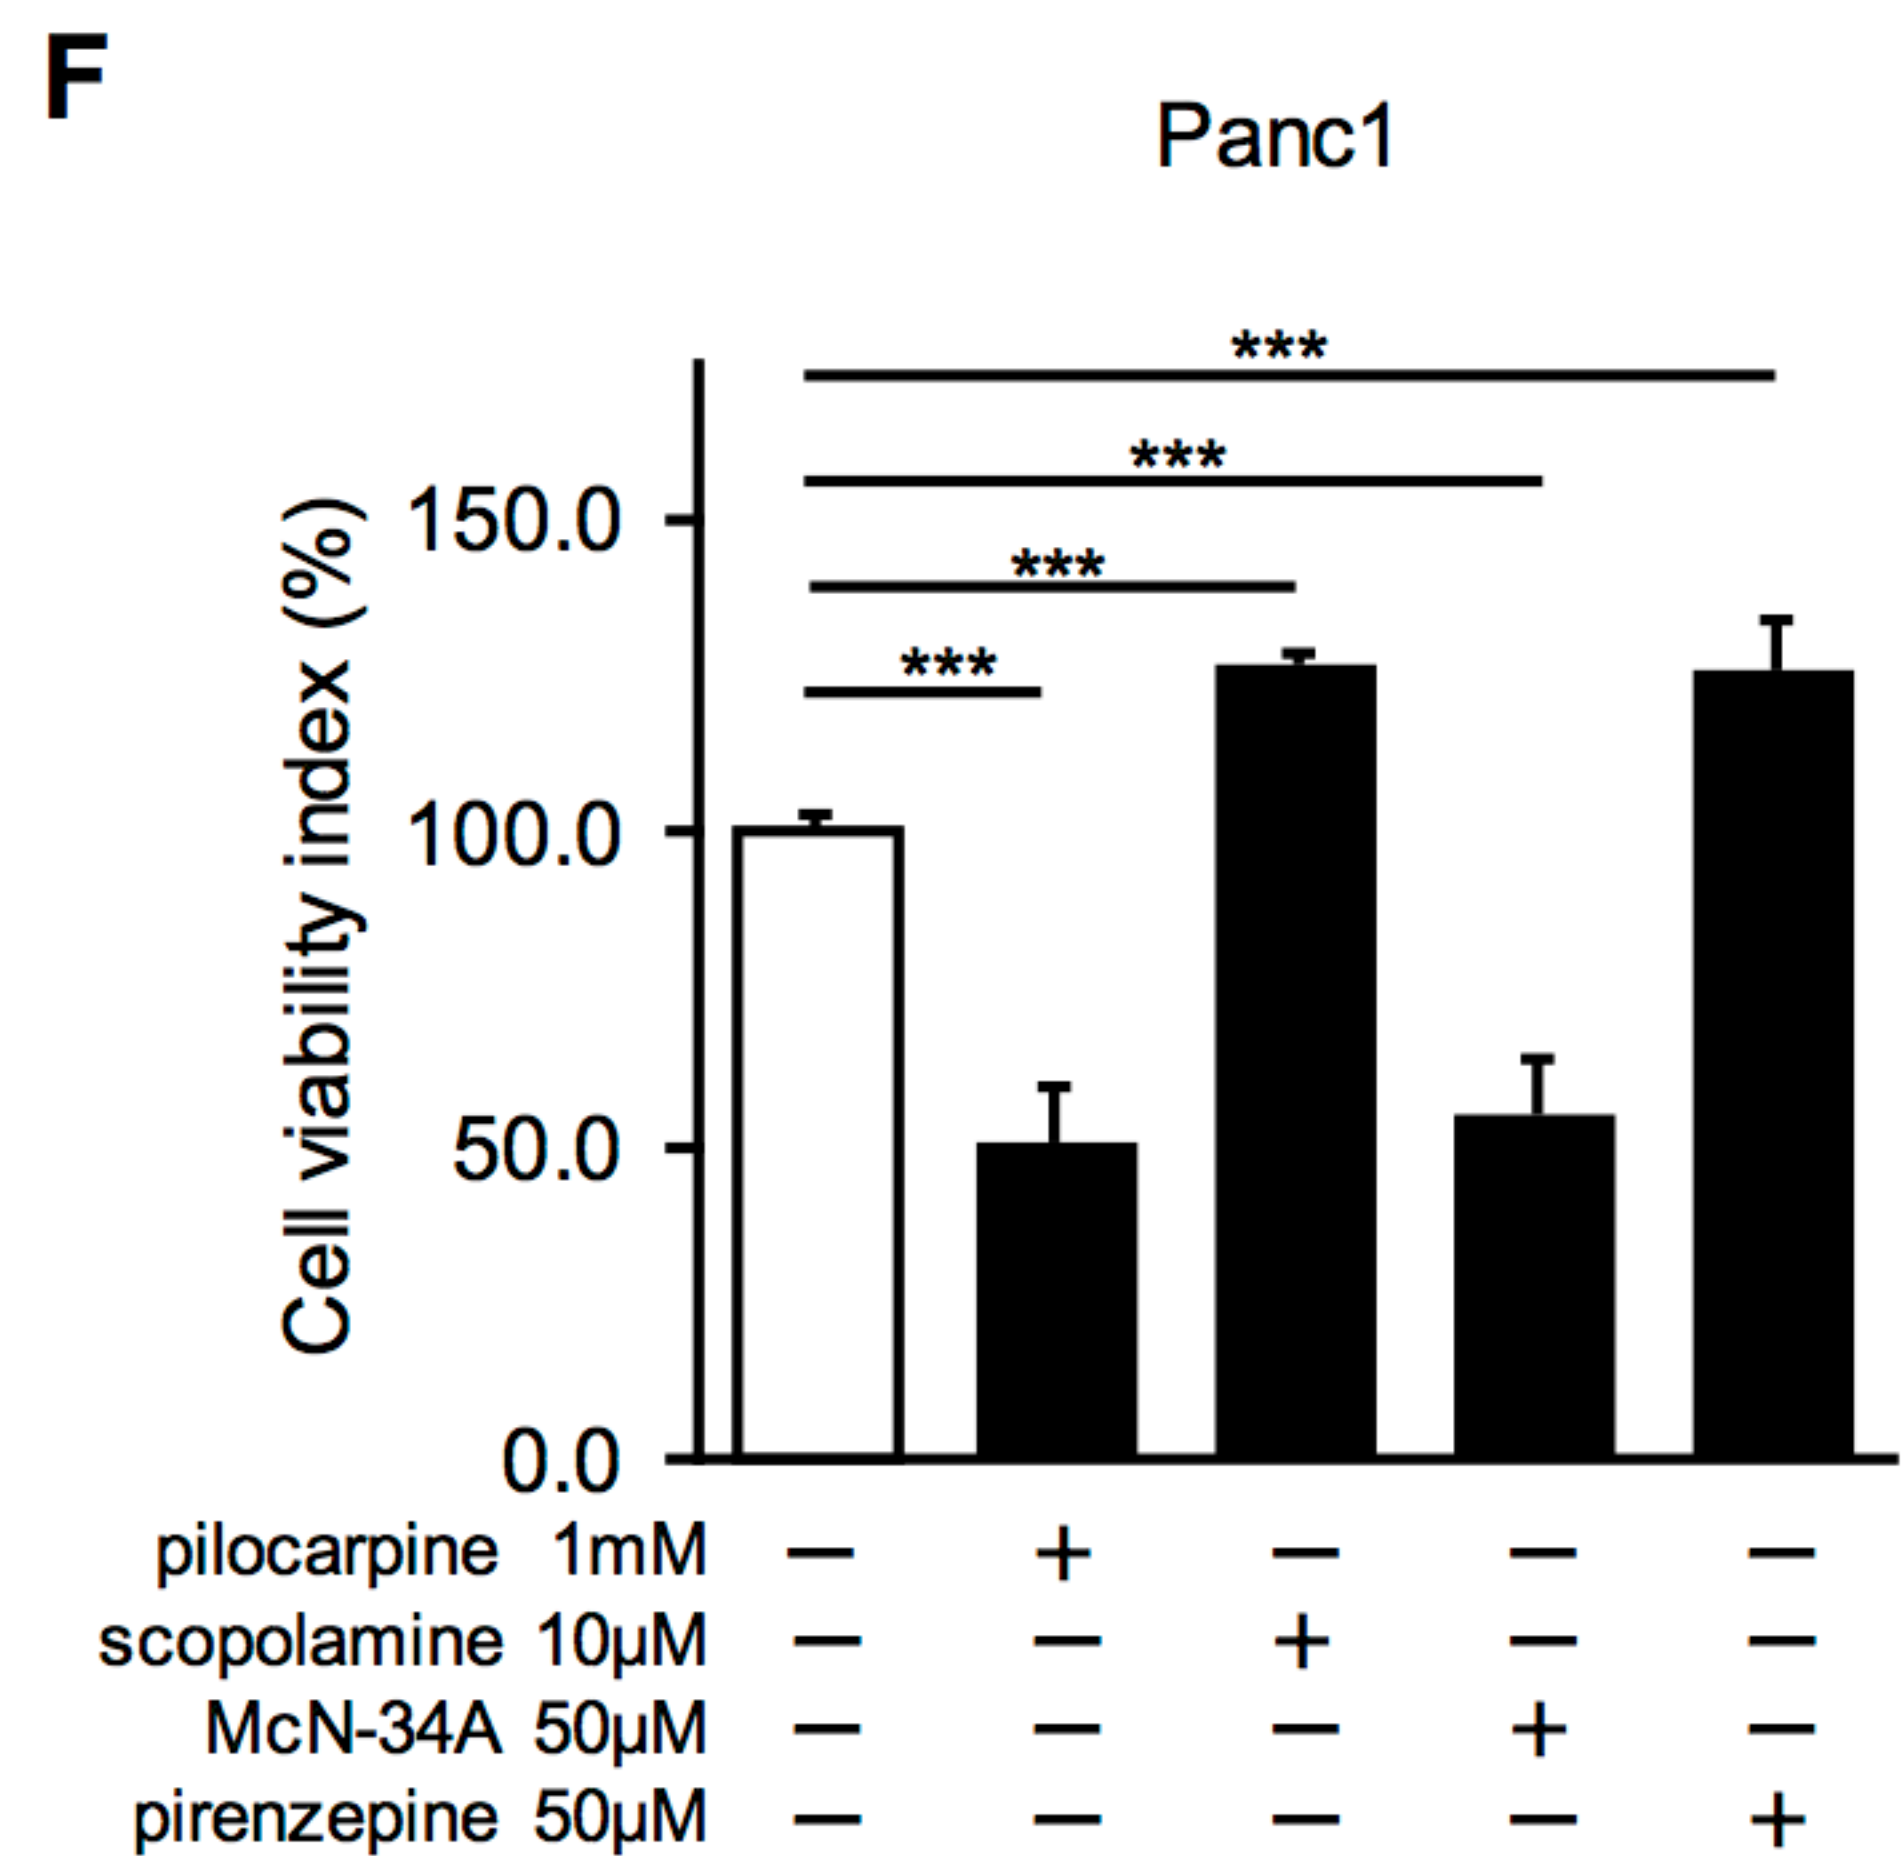 F
Panc1
***
***
***
***
Cell viability index (%)
150.0
100.0
50.0
0.0
pilocarpine 1mM − + − − −
scopolamine 10µM − − + − −
McN-34A 50µM − − − + −
pirenzepine 50µM − − − − +